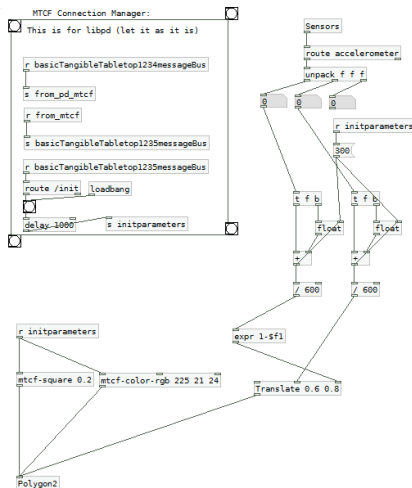 MTCF Connection Manager:
This is for libpd (let it as it is)
r basicTangibleTabletop1234messageBus
s from_pd_mtcf
r from_mtcf
s basicTangibleTabletop1235messageBus
r basicTangibleTabletop1235messageBus
route /init
loadbang
delay 1000
s initparameters
Sensors
route accelerometer
unpack f f f
0
0
0
r initparameters
300
t f b
t f b
float
float
+
+
/ 600
/ 600
expr 1-$f1
r initparameters
mtcf-square 0.2
mtcf-color-rgb 225 21 24
Translate 0.6 0.8
Polygon2